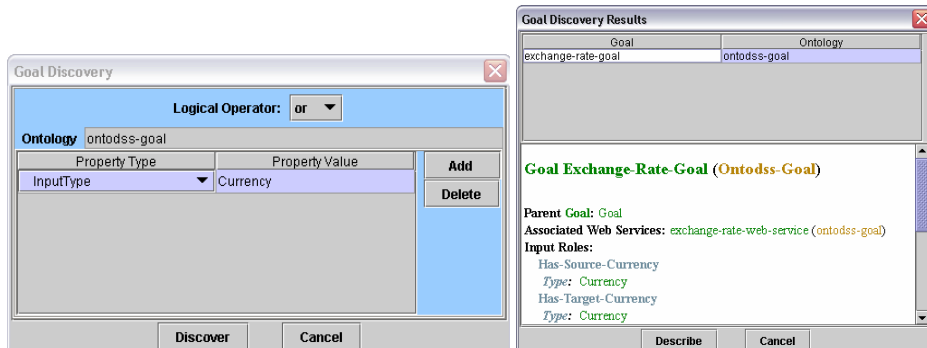 Goal Discovery
Logical Operator: or
Ontology ontodss-goal
Property Type Property Value
InputType Currency
Add
Delete
Discover Cancel
Goal Discovery Results
Goal Ontology
exchange-rate-goal ontodss-goal
Goal Exchange-Rate-Goal (Ontodss-Goal)
Parent Goal: Goal
Associated Web Services: exchange-rate-web-service (ontodss-goal)
Input Roles:
Has-Source-Currency
Type: Currency
Has-Target-Currency
Type: Currency
Describe Cancel